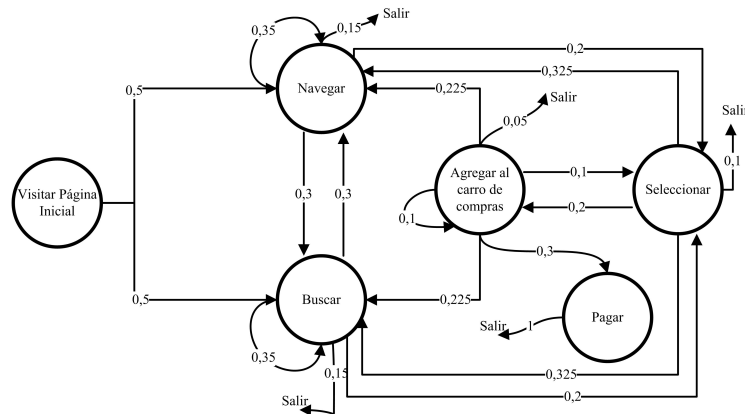 0,35
0,15
Salir
Navegar
0,2
0,325
0,5
0,225
0,05
Salir
Salir
0,1
Visitar Página
Inicial
0,3
0,3
Agregar al
carro de
compras
0,1
0,1
0,2
Seleccionar
0,3
0,5
Buscar
0,225
Pagar
Salir
1
0,35
0,15
0,325
0,2
Salir